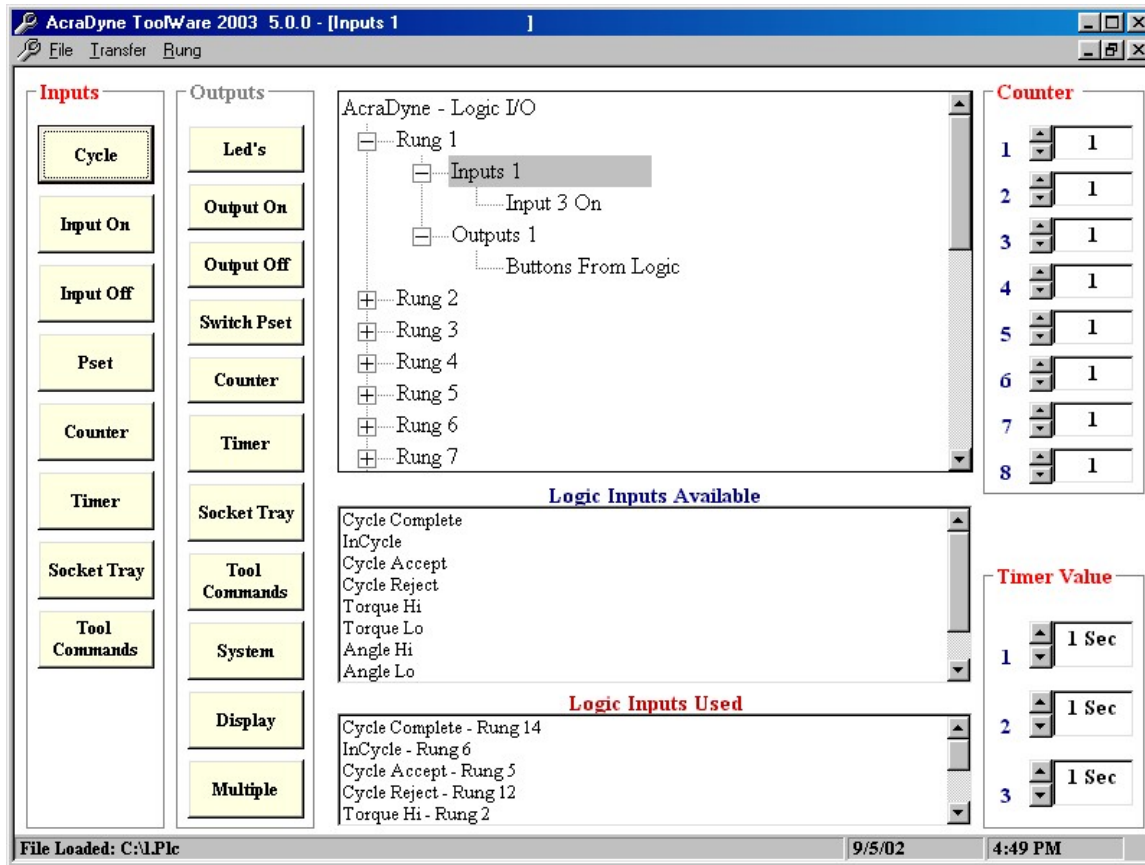 AcraDyne ToolWare 2003 5.0.0 - [Inputs 1 ]
File Transfer Rung
Inputs
Cycle
Input On
Input Off
Pset
Counter
Timer
Socket Tray
Tool
Commands
Outputs
Led's
Output On
Output Off
Switch Pset
Counter
Timer
Socket Tray
Tool
Commands
System
Display
Multiple
AcraDyne - Logic I/O
Rung 1
Inputs 1
Input 3 On
Outputs 1
Buttons From Logic
Rung 2
Rung 3
Rung 4
Rung 5
Rung 6
Rung 7
Logic Inputs Available
Cycle Complete
InCycle
Cycle Accept
Cycle Reject
Torque Hi
Torque Lo
Angle Hi
Angle Lo
Logic Inputs Used
Cycle Complete - Rung 14
InCycle - Rung 6
Cycle Accept - Rung 5
Cycle Reject - Rung 12
Torque Hi - Rung 2
Counter
1 1
2 1
3 1
4 1
5 1
6 1
7 1
8 1
Timer Value
1 1 Sec
2 1 Sec
3 1 Sec
File Loaded: C:\1.Plc
9/5/02
4:49 PM